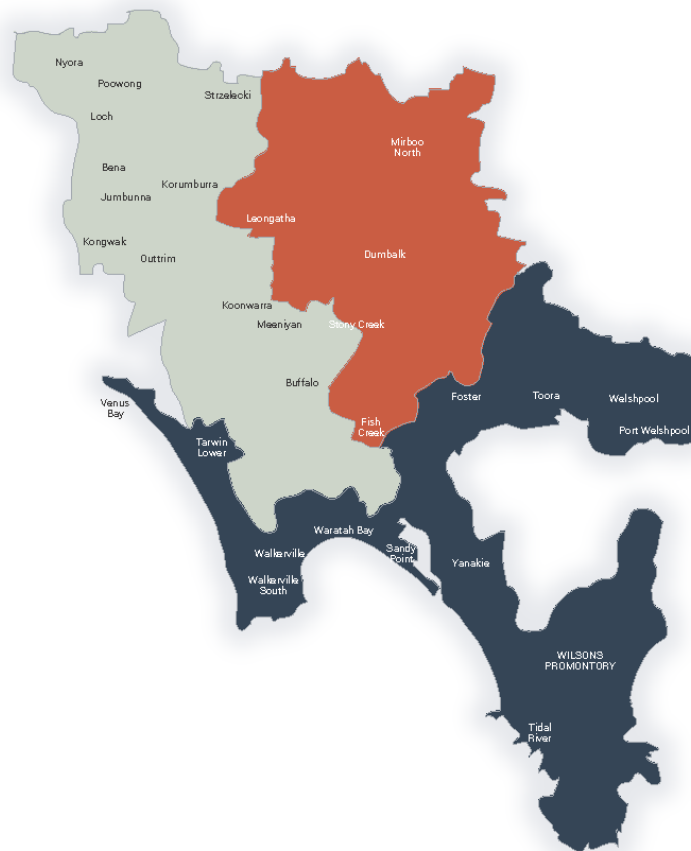 Nyora
Poowong
Strzelecki
Loch
Mirboo
North
Bena
Korumburra
Jumbunna
Leongatha
Kongwak
Outtrim
Dumbalk
Koonwarra
Meeniyan
Stony Creek
Buffalo
Venus
Bay
Foster
Toora
Welshpool
Fish
Creek
Port Welshpool
Tarwin
Lower
Waratah Bay
Walkerville
Sandy
Point
Yanakie
Walkerville
South
WILSONS
PROMONTORY
Tidal
River